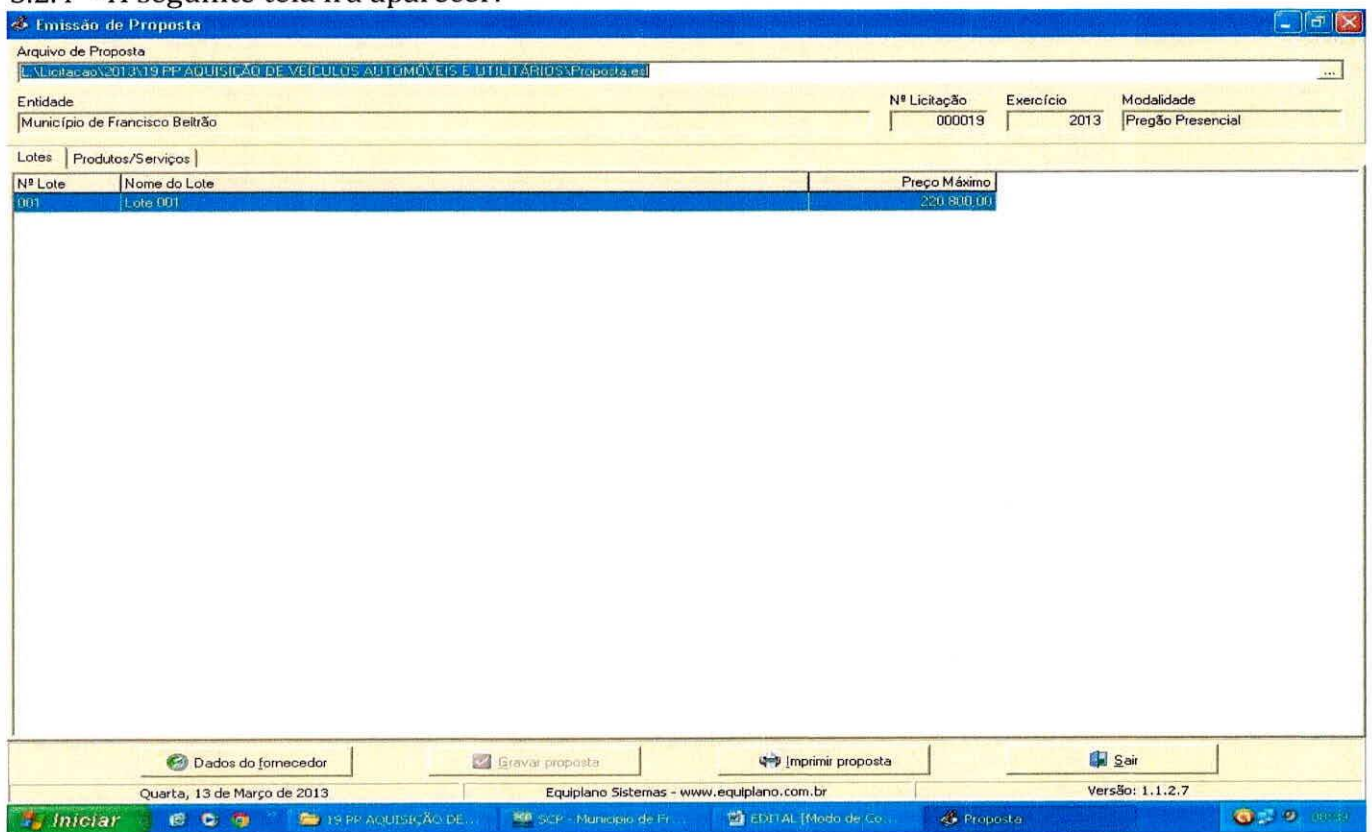 Emissão de Proposta
Arquivo de Proposta
L:\Licitacao\2013\19 PP AQUISIÇÃO DE VEÍCULOS AUTOMÓVEIS E UTILITÁRIOS\Proposta.esl
...
Entidade Nº Licitação Exercício Modalidade
Município de Francisco Beltrão 000019 2013 Pregão Presencial
Lotes Produtos/Serviços
Nº Lote Nome do Lote Preço Máximo
001 Lote 001 220.800,00
Dados do fornecedor Gravar proposta Imprimir proposta Sair
Quarta, 13 de Março de 2013 Equiplano Sistemas - www.equiplano.com.br Versão: 1.1.2.7
Iniciar 19 PP AQUISIÇÃO DE... SCP - Municipio de Fr... EDITAL [Modo de Co... Proposta